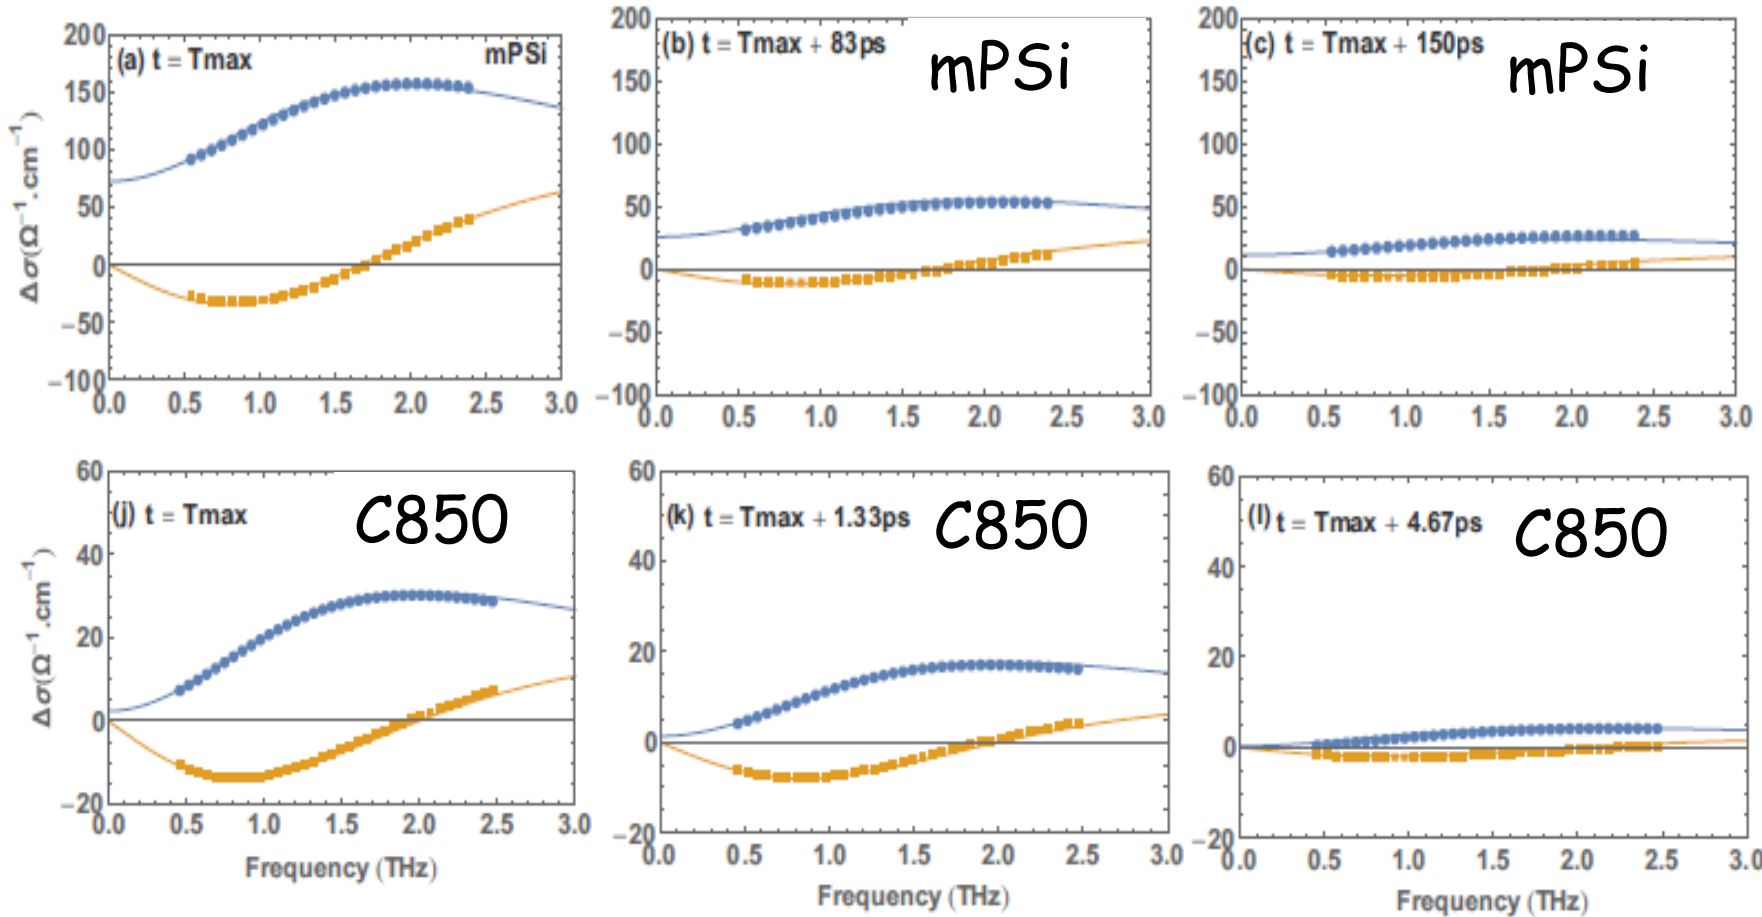 (a) t = Tmax mPSi
200
150
100
50
0
−50
−100
0.0 0.5 1.0 1.5 2.0 2.5 3.0
Δσ(Ω⁻¹.cm⁻¹)
(b) t = Tmax + 83ps mPSi
200
150
100
50
0
−50
−100
0.0 0.5 1.0 1.5 2.0 2.5 3.0
(c) t = Tmax + 150ps mPSi
200
150
100
50
0
−50
−100
0.0 0.5 1.0 1.5 2.0 2.5 3.0
(j) t = Tmax C850
60
40
20
0
−20
0.0 0.5 1.0 1.5 2.0 2.5 3.0
Δσ(Ω⁻¹.cm⁻¹)
Frequency (THz)
(k) t = Tmax + 1.33ps C850
60
40
20
0
−20
0.0 0.5 1.0 1.5 2.0 2.5 3.0
Frequency (THz)
(l) t = Tmax + 4.67ps C850
60
40
20
0
−20
0.0 0.5 1.0 1.5 2.0 2.5 3.0
Frequency (THz)